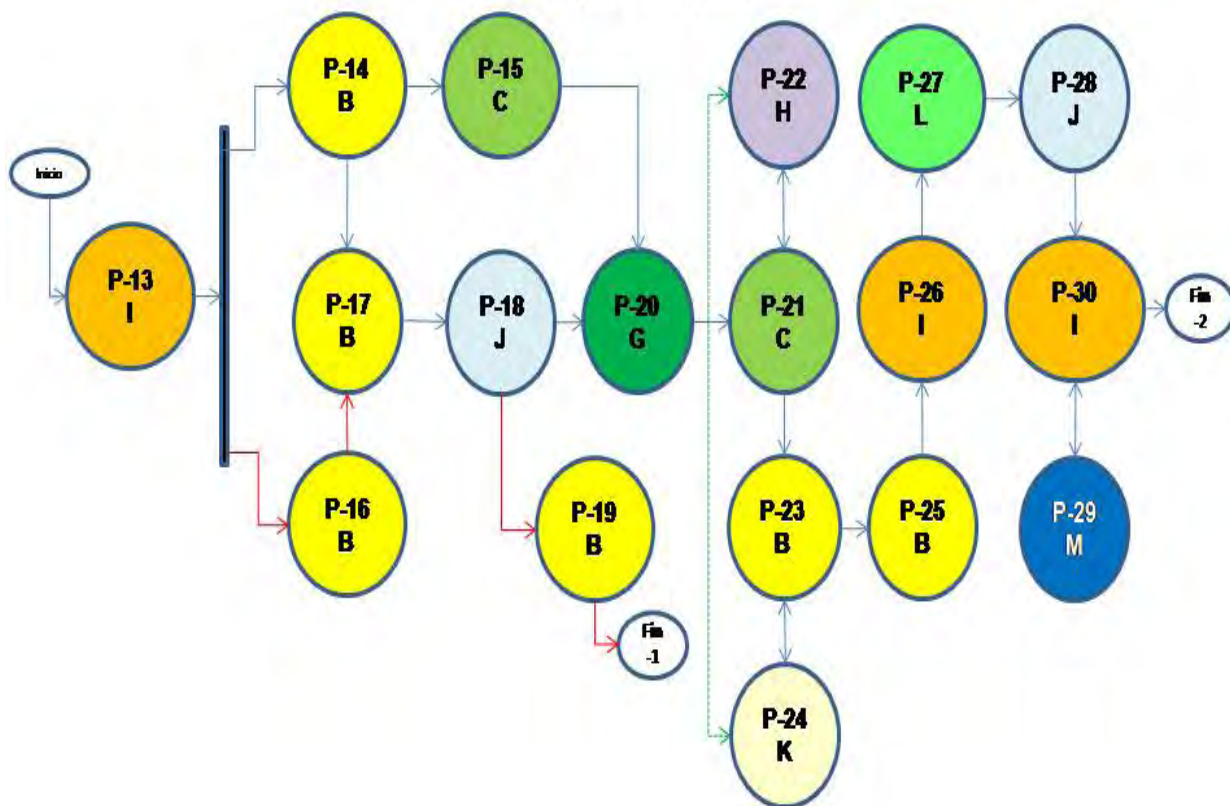 P-14
B
P-15
C
P-22
H
P-27
L
P-28
J
Inicio
P-13
I
P-17
B
P-18
J
P-20
G
P-21
C
P-26
I
P-30
I
Fin
-2
P-16
B
P-19
B
P-23
B
P-25
B
P-29
M
Fin
-1
P-24
K